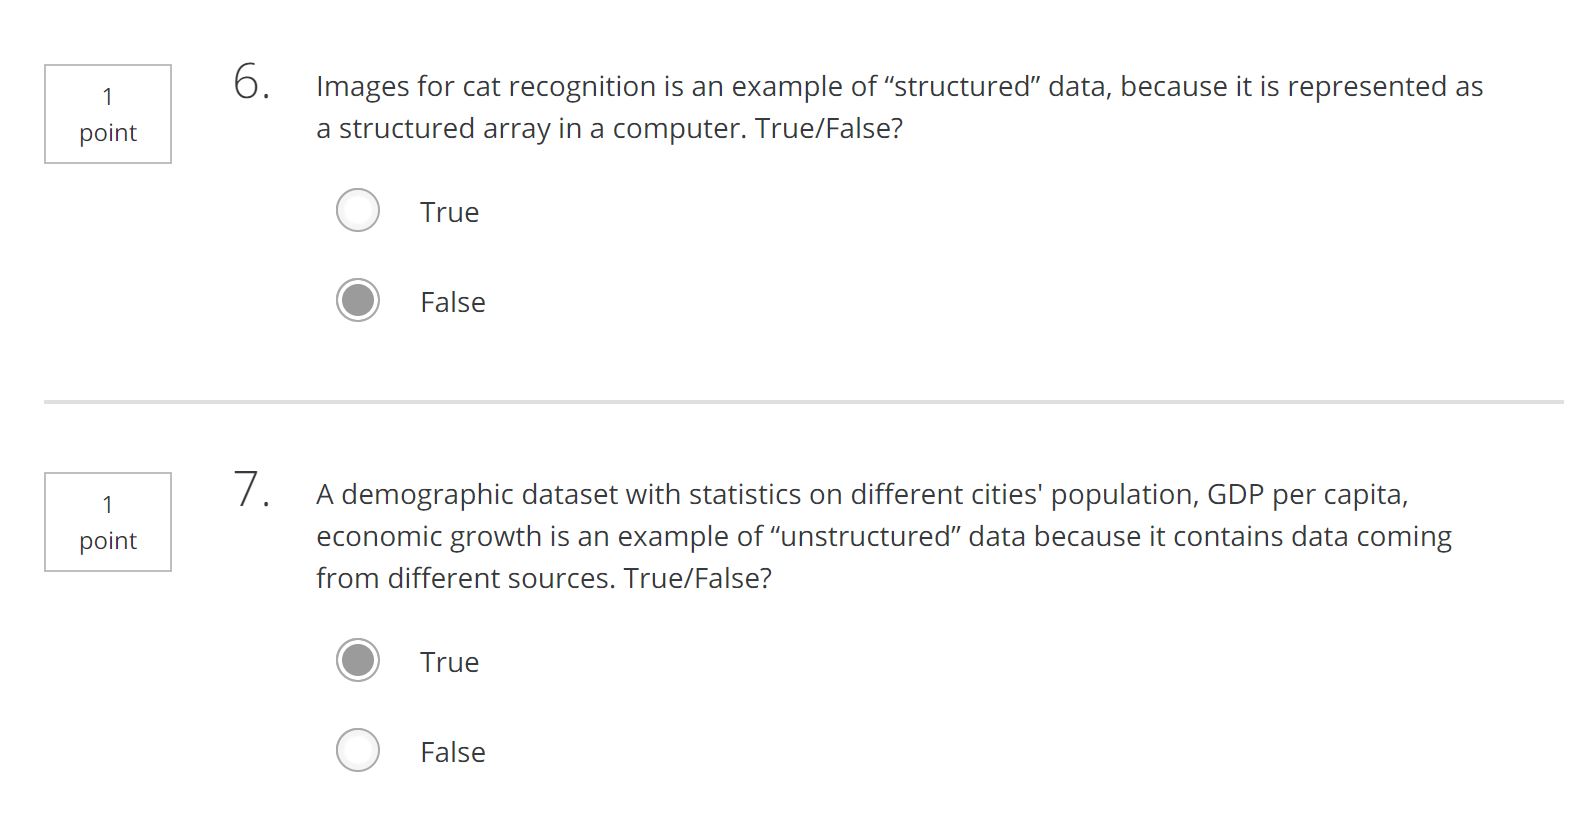 1
point
6.
Images for cat recognition is an example of “structured” data, because it is represented as
a structured array in a computer. True/False?
True
False
1
point
7.
A demographic dataset with statistics on different cities' population, GDP per capita,
economic growth is an example of “unstructured” data because it contains data coming
from different sources. True/False?
True
False